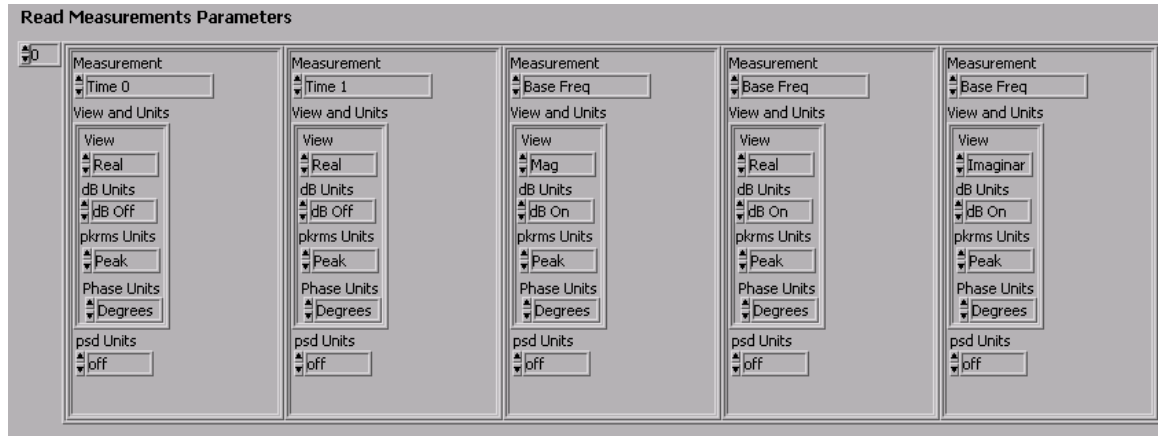 Read Measurements Parameters
0
Measurement
Time 0
View and Units
View
Real
dB Units
dB Off
pkrms Units
Peak
Phase Units
Degrees
psd Units
off
Measurement
Time 1
View and Units
View
Real
dB Units
dB Off
pkrms Units
Peak
Phase Units
Degrees
psd Units
off
Measurement
Base Freq
View and Units
View
Mag
dB Units
dB On
pkrms Units
Peak
Phase Units
Degrees
psd Units
off
Measurement
Base Freq
View and Units
View
Real
dB Units
dB On
pkrms Units
Peak
Phase Units
Degrees
psd Units
off
Measurement
Base Freq
View and Units
View
Imaginar
dB Units
dB On
pkrms Units
Peak
Phase Units
Degrees
psd Units
off